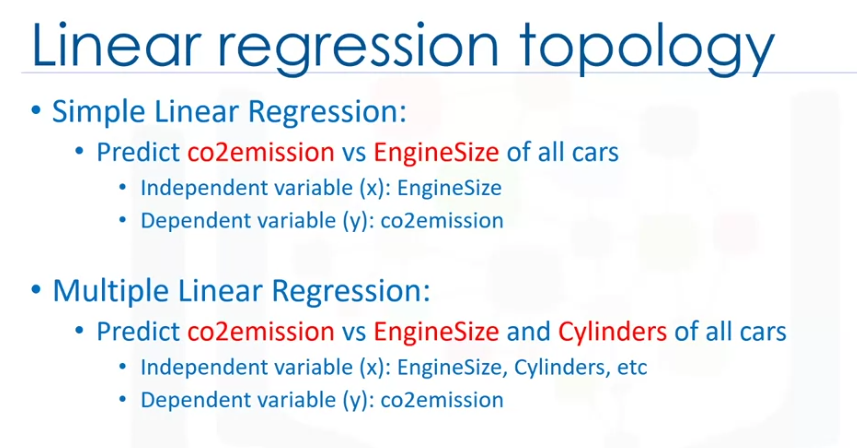 Linear regression topology
• Simple Linear Regression:
• Predict co2emission vs EngineSize of all cars
• Independent variable (x): EngineSize
• Dependent variable (y): co2emission
• Multiple Linear Regression:
• Predict co2emission vs EngineSize and Cylinders of all cars
• Independent variable (x): EngineSize, Cylinders, etc
• Dependent variable (y): co2emission